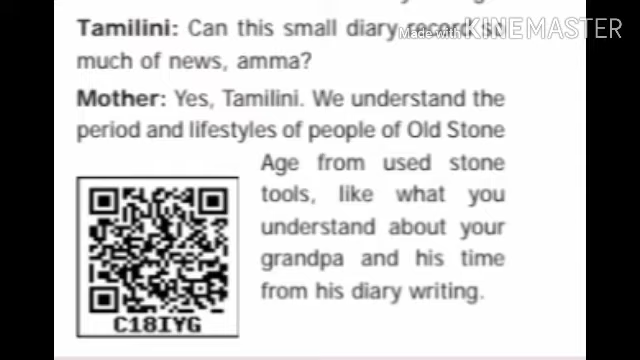 Tamilini: Can this small diary record so
Made with KINEMASTER
much of news, amma?
Mother: Yes, Tamilini. We understand the
period and lifestyles of people of Old Stone
Age from used stone
tools, like what you
understand about your
grandpa and his time
from his diary writing.
C18IYG